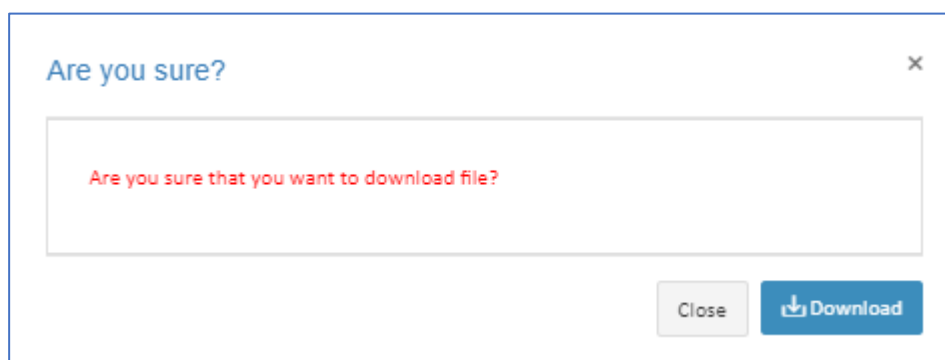 Are you sure?
×
Are you sure that you want to download file?
Close
Download